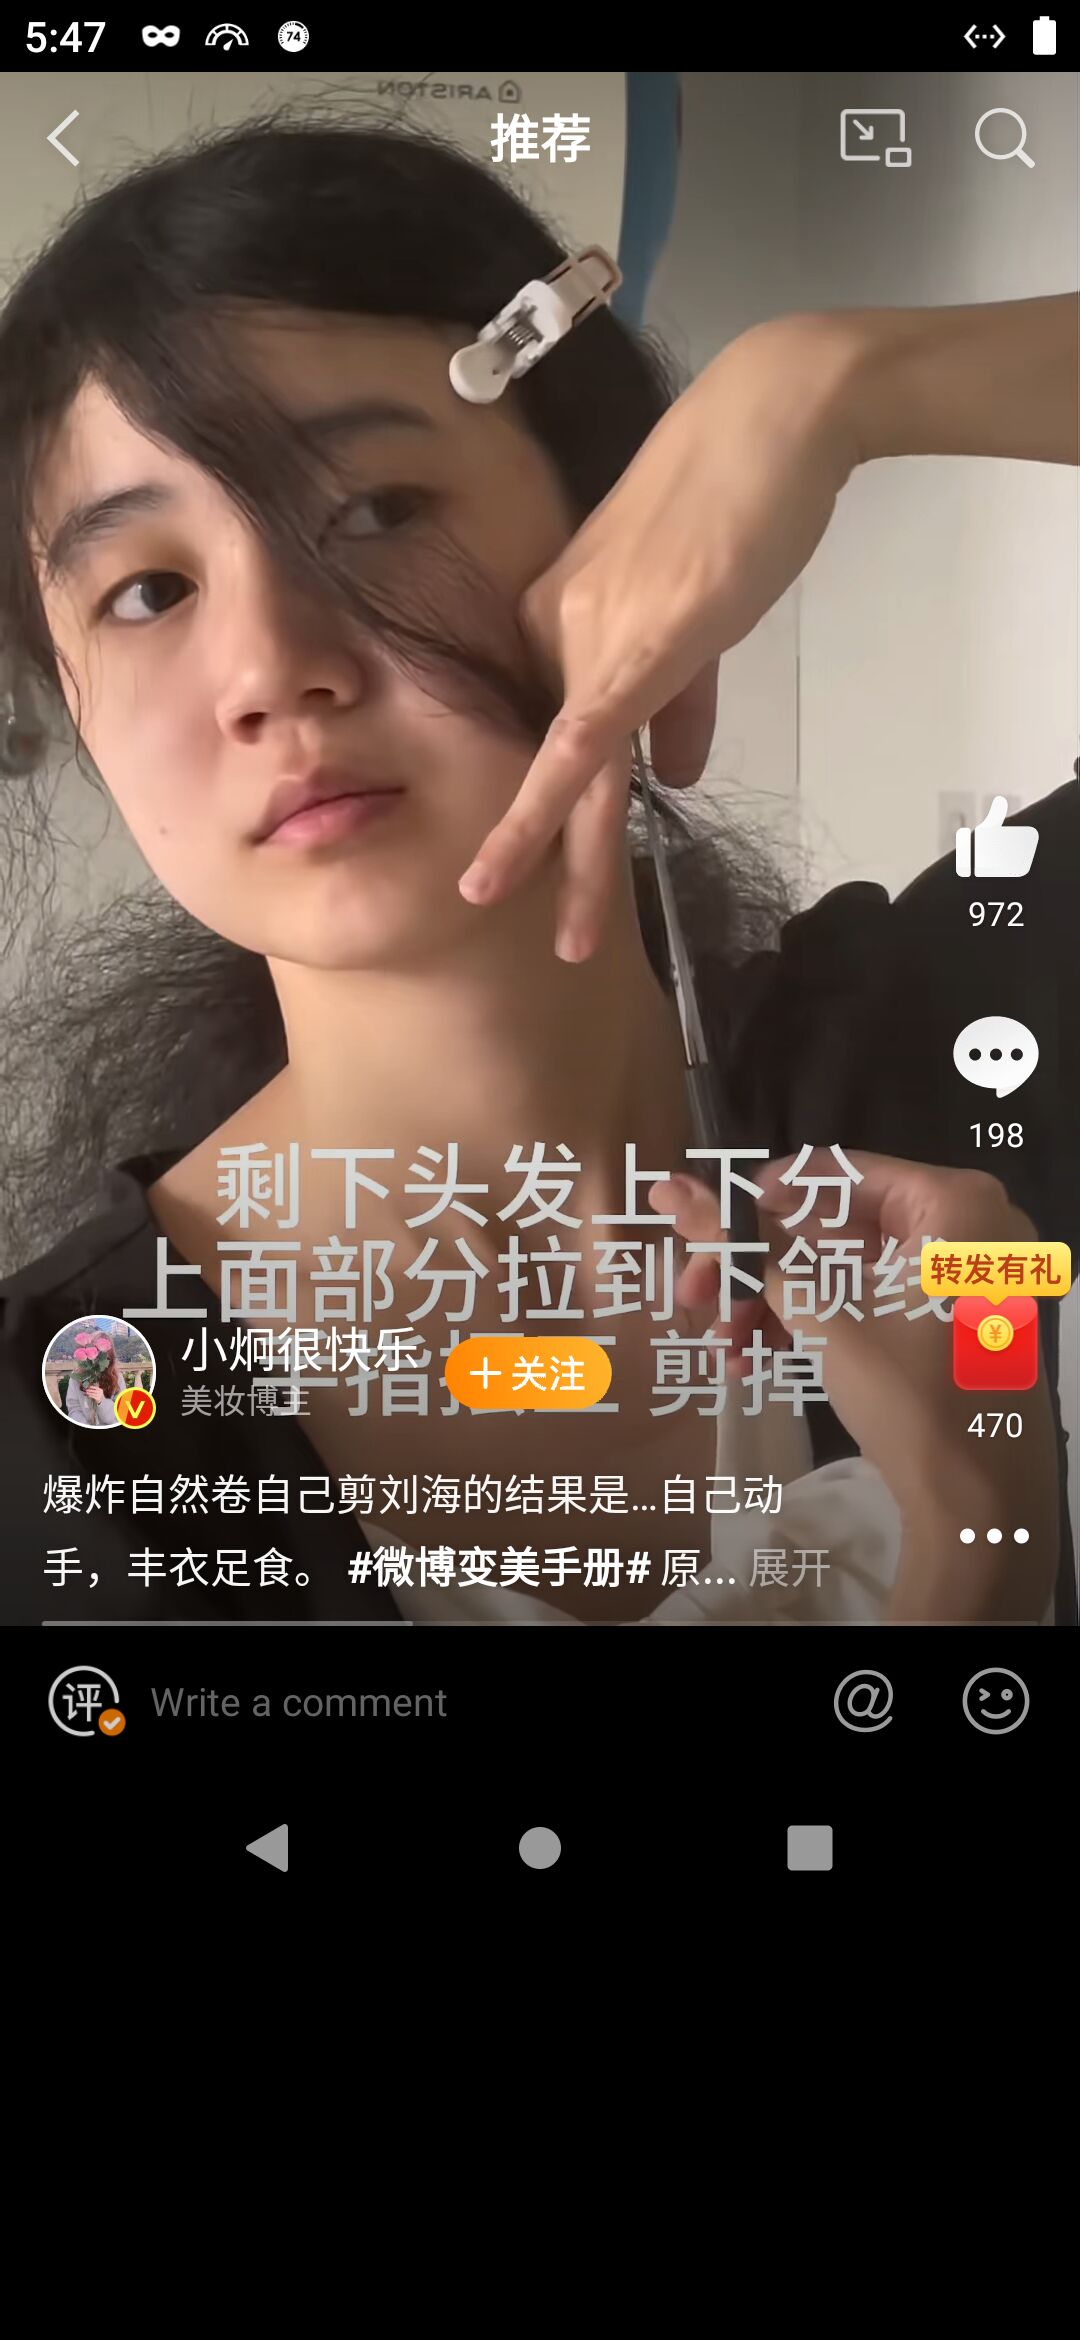 5:47
74
ARISTON
推荐
972
198
剩下头发上下分
上面部分拉到下颌线
转发有礼
小炯很快乐
+关注
剪掉
美妆博主
470
爆炸自然卷自己剪刘海的结果是...自己动
手，丰衣足食。 #微博变美手册# 原... 展开
评
Write a comment